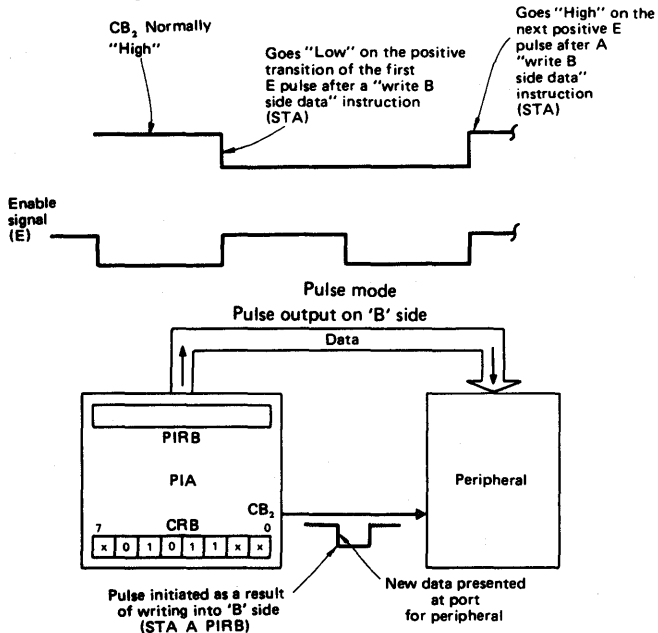 CB₂ Normally
"High"
Goes "Low" on the positive
transition of the first
E pulse after a "write B
side data" instruction
(STA)
Goes "High" on the
next positive E
pulse after A
"write B
side data"
instruction
(STA)
Enable
signal
(E)
Pulse mode
Pulse output on 'B' side
Data
PIRB
PIA
CB₂
Peripheral
7 CRB 0
x 0 1 0 1 1 x x
Pulse initiated as a result
of writing into 'B' side
(STA A PIRB)
New data presented
at port
for peripheral